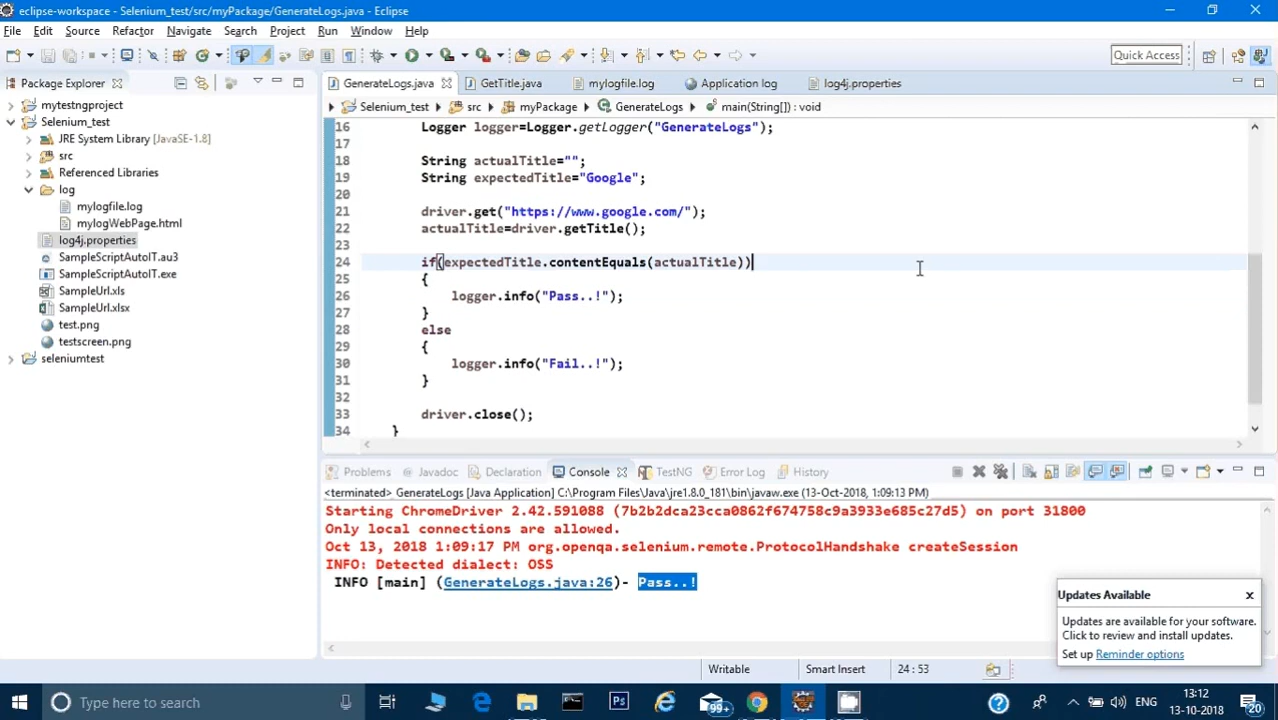 eclipse-workspace - Selenium_test/src/myPackage/GenerateLogs.java - Eclipse
File Edit Source Refactor Navigate Search Project Run Window Help
Quick Access
Package Explorer
GenerateLogs.java GetTitle.java mylogfile.log Application log log4j.properties
Selenium_test src myPackage GenerateLogs main(String[]) : void
mytestngproject
Selenium_test
JRE System Library [JavaSE-1.8]
src
Referenced Libraries
log
mylogfile.log
mylogWebPage.html
log4j.properties
SampleScriptAutoIT.au3
SampleScriptAutoIT.exe
SampleUrl.xls
SampleUrl.xlsx
test.png
testscreen.png
seleniumtest
16 Logger logger=Logger.getLogger("GenerateLogs");
17
18 String actualTitle="";
19 String expectedTitle="Google";
20
21 driver.get("https://www.google.com/");
22 actualTitle=driver.getTitle();
23
24 if(expectedTitle.contentEquals(actualTitle))
25 {
26 logger.info("Pass..!");
27 }
28 else
29 {
30 logger.info("Fail..!");
31 }
32
33 driver.close();
34 }
Problems Javadoc Declaration Console TestNG Error Log History
<terminated> GenerateLogs [Java Application] C:\Program Files\Java\jre1.8.0_181\bin\javaw.exe (13-Oct-2018, 1:09:13 PM)
Starting ChromeDriver 2.42.591088 (7b2b2dca23cca0862f674758c9a3933e685c27d5) on port 31800
Only local connections are allowed.
Oct 13, 2018 1:09:17 PM org.openqa.selenium.remote.ProtocolHandshake createSession
INFO: Detected dialect: OSS
INFO [main] (GenerateLogs.java:26)- Pass..!
Updates Available
Updates are available for your software.
Click to review and install updates.
Set up Reminder options
Writable Smart Insert 24 : 53
Type here to search
99+
ENG
13:12
13-10-2018
20